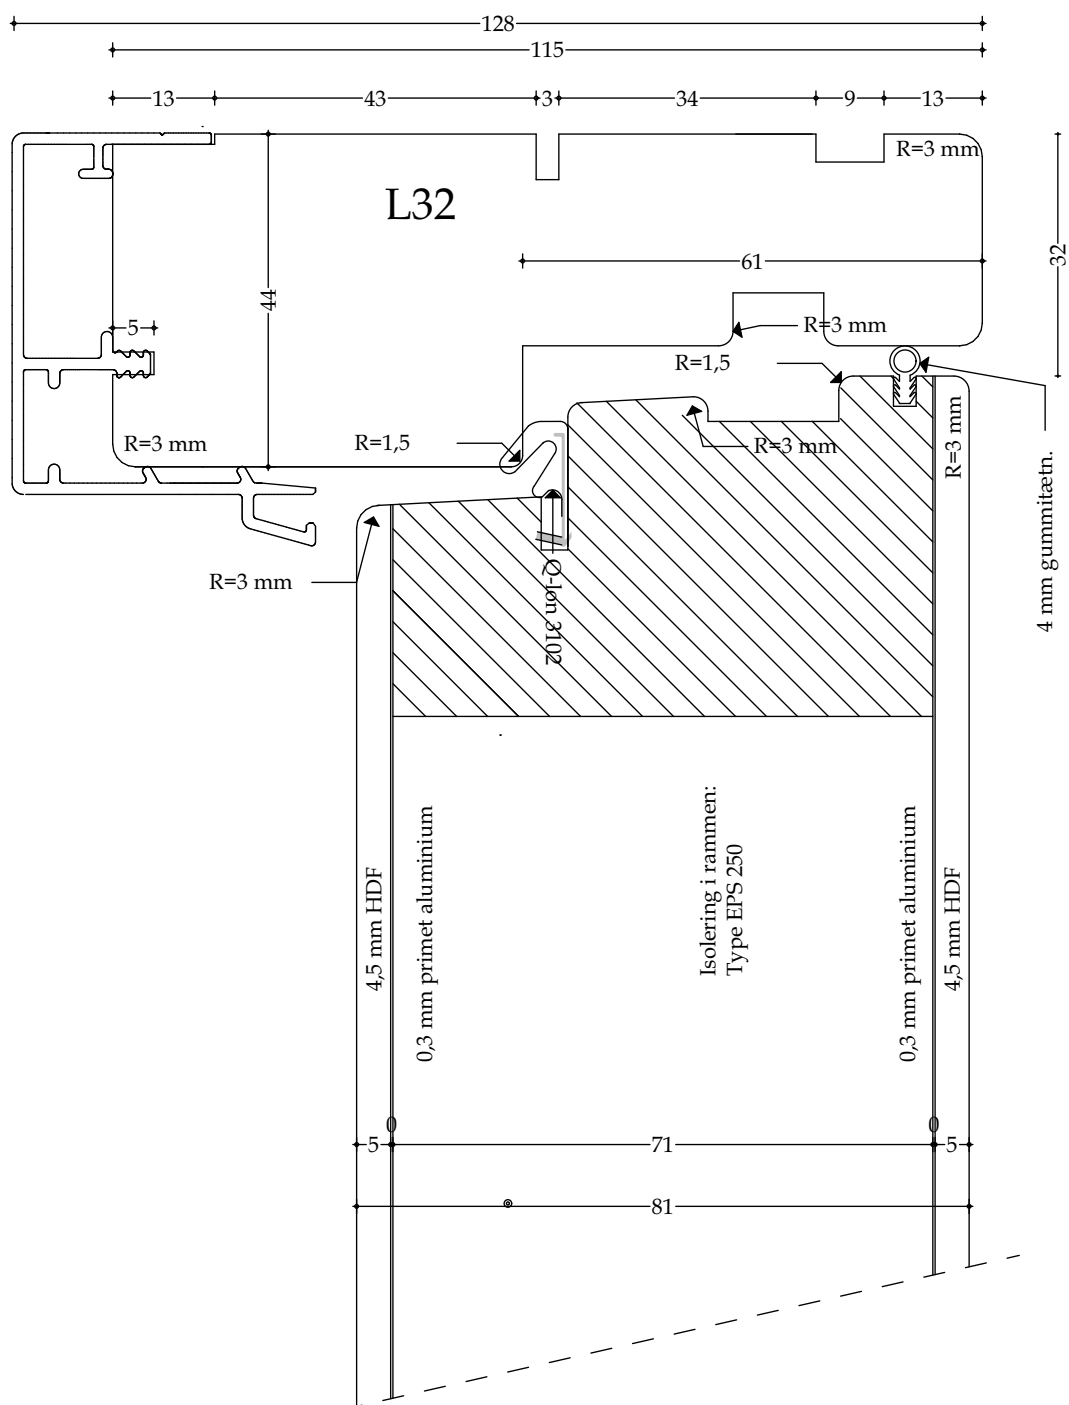 128
115
13
43
3
34
9
13
R=3 mm
L32
32
61
44
5
R=3 mm
R=1,5
R=3 mm
R=1,5
R=3 mm
R=3 mm
4 mm gummitætn.
R=3 mm
Q-lon 3102
4,5 mm HDF
0,3 mm primet aluminium
Isolering i rammen:
Type EPS 250
0,3 mm primet aluminium
4,5 mm HDF
0
0
5
71
5
81